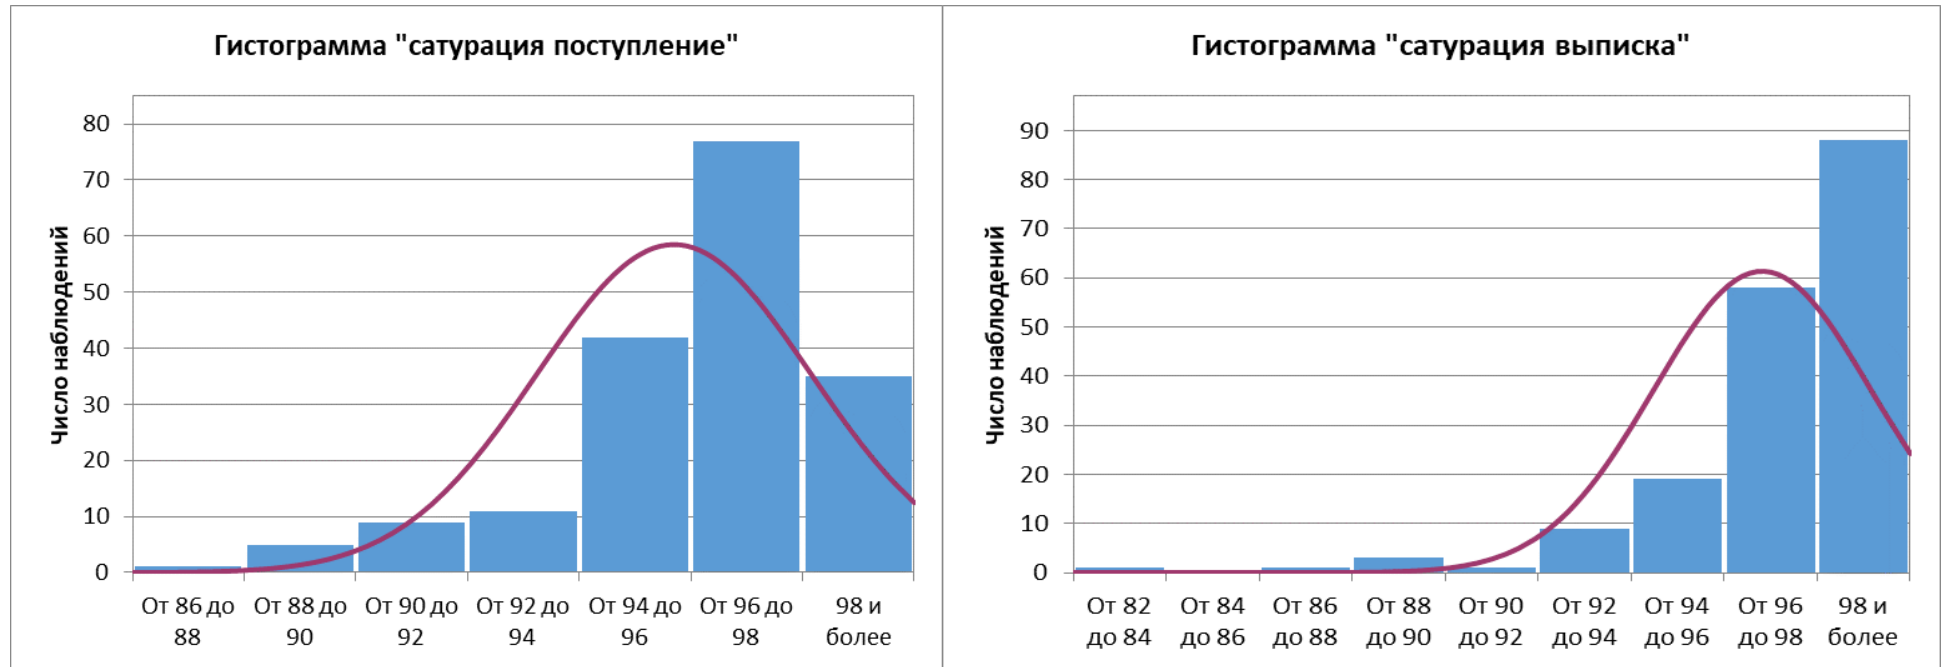 Гистограмма "сатурация поступление"
Число наблюдений
80
70
60
50
40
30
20
10
0
От 86 до
88
От 88 до
90
От 90 до
92
От 92 до
94
От 94 до
96
От 96 до
98
98 и
более
Гистограмма "сатурация выписка"
Число наблюдений
90
80
70
60
50
40
30
20
10
0
От 82
до 84
От 84
до 86
От 86
до 88
От 88
до 90
От 90
до 92
От 92
до 94
От 94
до 96
От 96
до 98
98 и
более